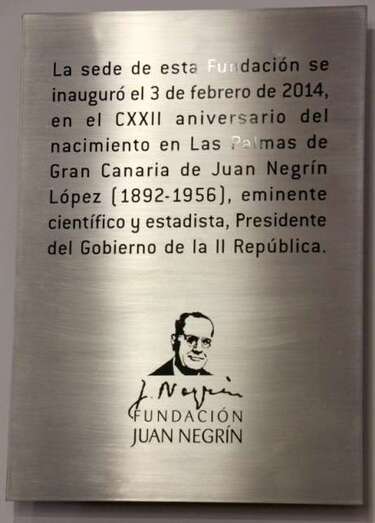 La sede de esta Fundación se
inauguró el 3 de febrero de 2014,
en el CXXII aniversario del
nacimiento en Las Palmas de
Gran Canaria de Juan Negrín
López (1892-1956), eminente
científico y estadista, Presidente
del Gobierno de la II República.
J. Negrín
FUNDACIÓN
JUAN NEGRÍN